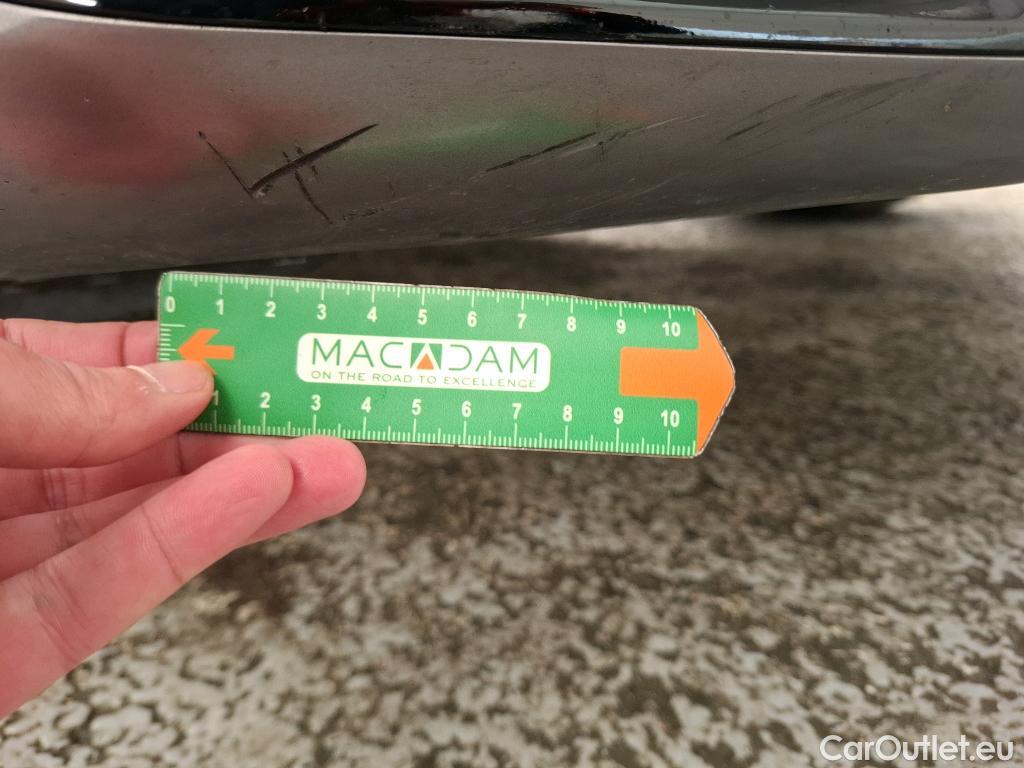 0 1 2 3 4 5 6 7 8 9 10
MACADAM
ON THE ROAD TO EXCELLENCE
1 2 3 4 5 6 7 8 9 10
CarOutlet.eu